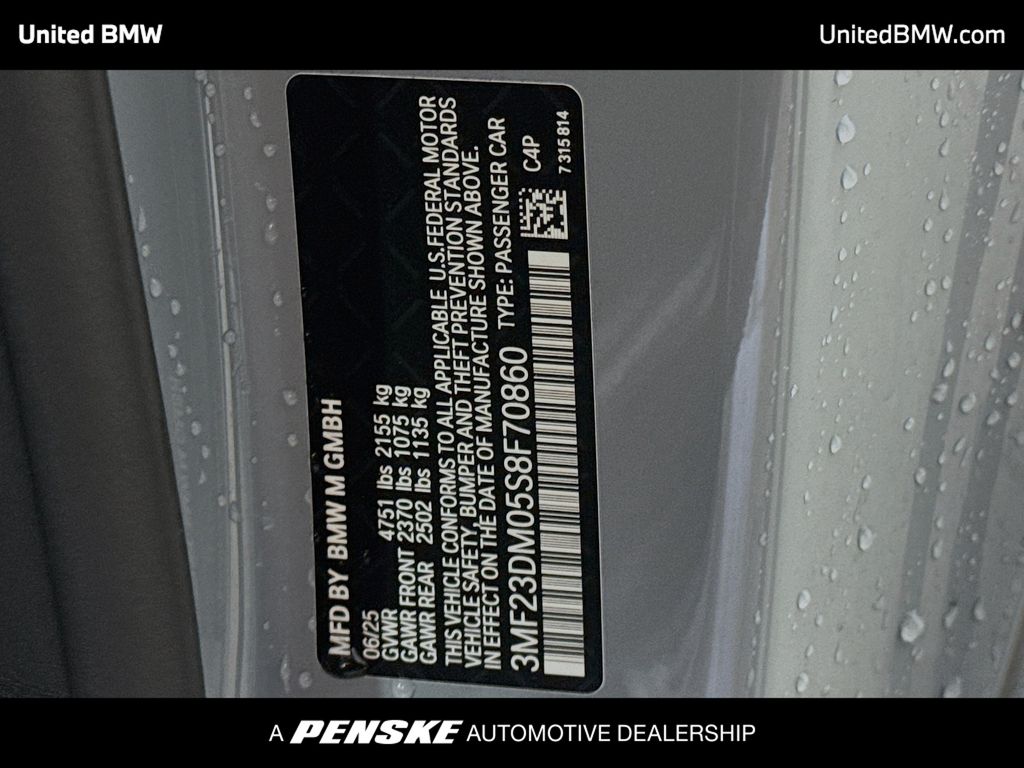 United BMW
UnitedBMW.com
MFD BY BMW M GMBH
06/25
GVWR 4751 lbs 2155 kg
GAWR FRONT 2370 lbs 1075 kg
GAWR REAR 2502 lbs 1135 kg
THIS VEHICLE CONFORMS TO ALL APPLICABLE U.S.FEDERAL MOTOR
VEHICLE SAFETY, BUMPER AND THEFT PREVENTION STANDARDS
IN EFFECT ON THE DATE OF MANUFACTURE SHOWN ABOVE.
3MF23DM05S8F70860 TYPE: PASSENGER CAR
C4P
7 315 814
A PENSKE AUTOMOTIVE DEALERSHIP